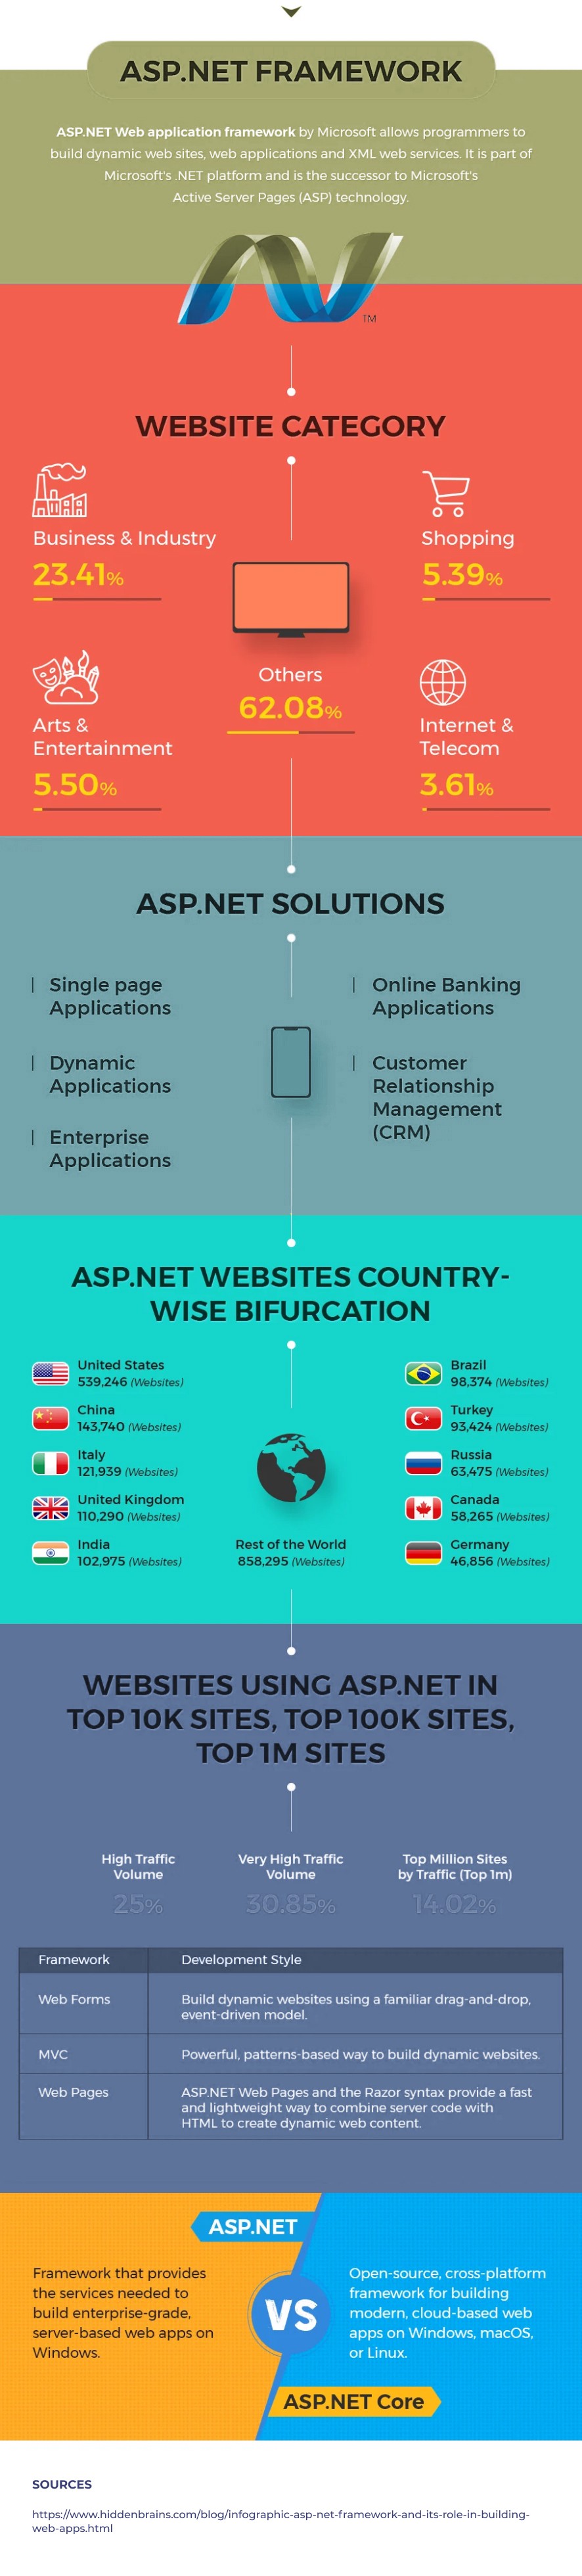 ASP.NET FRAMEWORK
ASP.NET Web application framework by Microsoft allows programmers to
build dynamic web sites, web applications and XML web services. It is part of
Microsoft's .NET platform and is the successor to Microsoft's
Active Server Pages (ASP) technology.
TM
WEBSITE CATEGORY
Business & Industry
23.41%
Shopping
5.39%
Arts &
Entertainment
5.50%
Others
62.08%
Internet &
Telecom
3.61%
ASP.NET SOLUTIONS
Single page
Applications
Dynamic
Applications
Enterprise
Applications
Online Banking
Applications
Customer
Relationship
Management
(CRM)
ASP.NET WEBSITES COUNTRY-
WISE BIFURCATION
United States
539,246 (Websites)
China
143,740 (Websites)
Italy
121,939 (Websites)
United Kingdom
110,290 (Websites)
India
102,975 (Websites)
Rest of the World
858,295 (Websites)
Brazil
98,374 (Websites)
Turkey
93,424 (Websites)
Russia
63,475 (Websites)
Canada
58,265 (Websites)
Germany
46,856 (Websites)
WEBSITES USING ASP.NET IN
TOP 10K SITES, TOP 100K SITES,
TOP 1M SITES
High Traffic
Volume
25%
Very High Traffic
Volume
30.85%
Top Million Sites
by Traffic (Top 1m)
14.02%
Framework
Development Style
Web Forms
Build dynamic websites using a familiar drag-and-drop,
event-driven model.
MVC
Powerful, patterns-based way to build dynamic websites.
Web Pages
ASP.NET Web Pages and the Razor syntax provide a fast
and lightweight way to combine server code with
HTML to create dynamic web content.
ASP.NET
Framework that provides
the services needed to
build enterprise-grade,
server-based web apps on
Windows.
VS
Open-source, cross-platform
framework for building
modern, cloud-based web
apps on Windows, macOS,
or Linux.
ASP.NET Core
SOURCES
https://www.hiddenbrains.com/blog/infographic-asp-net-framework-and-its-role-in-building-
web-apps.html